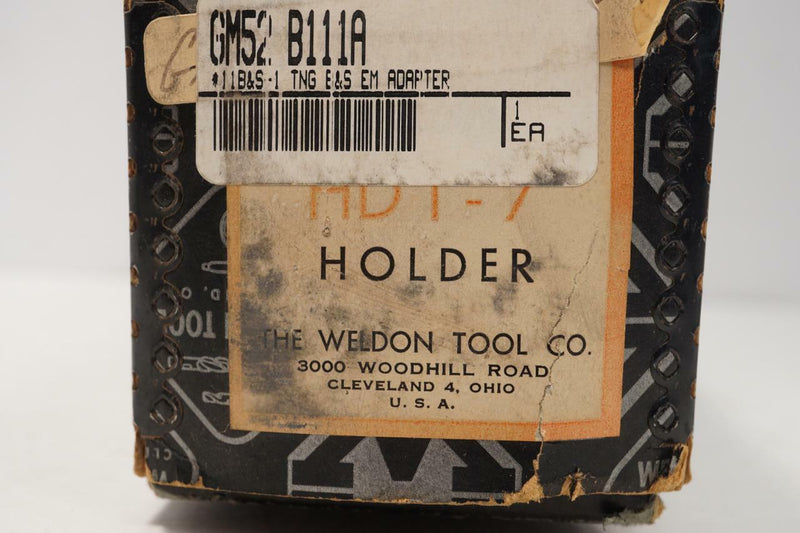 GM52 B111A
#11B&S-1 TNG B&S EM ADAPTER
1
EA
HOLDER
THE WELDON TOOL CO.
3000 WOODHILL ROAD
CLEVELAND 4, OHIO
U. S. A.